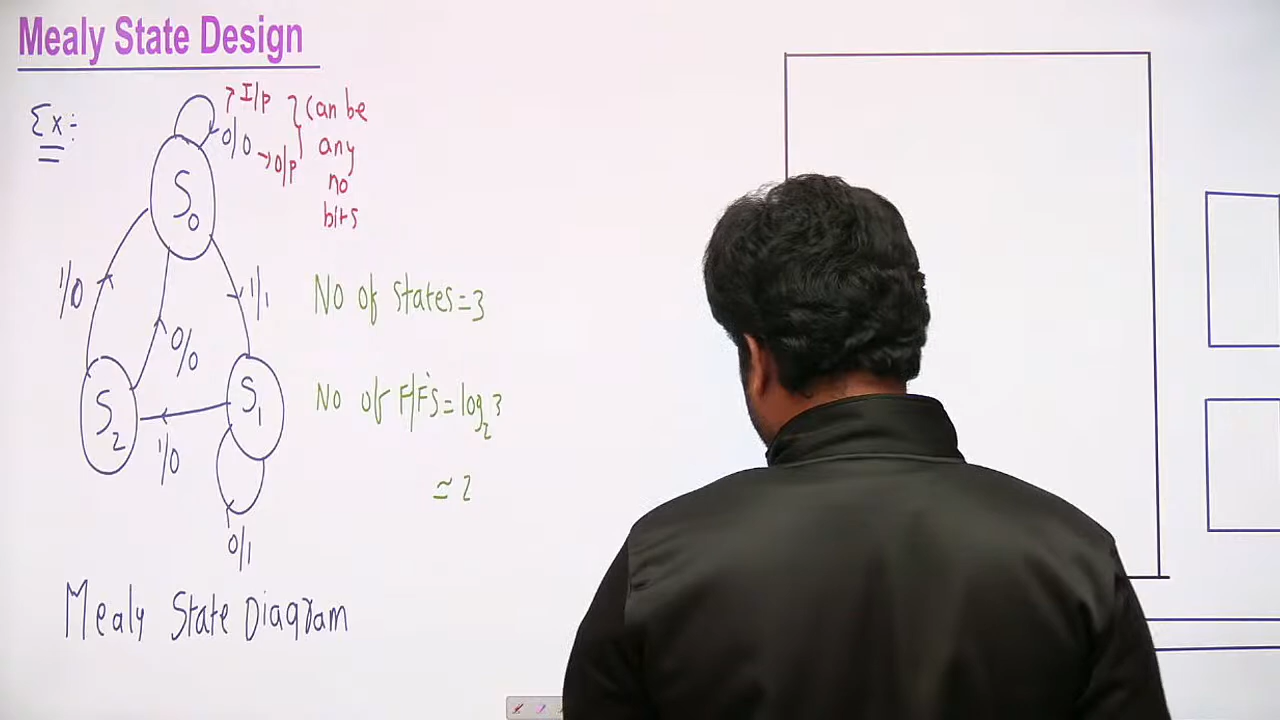 Mealy State Design
Ex:-
I/p
0/0
o/p
Can be
any
no
bits
S0
1/0
1/1
0/0
S2
S1
1/0
0/1
No of states=3
No of F/F's=log2 3
≃2
Mealy State Diagram